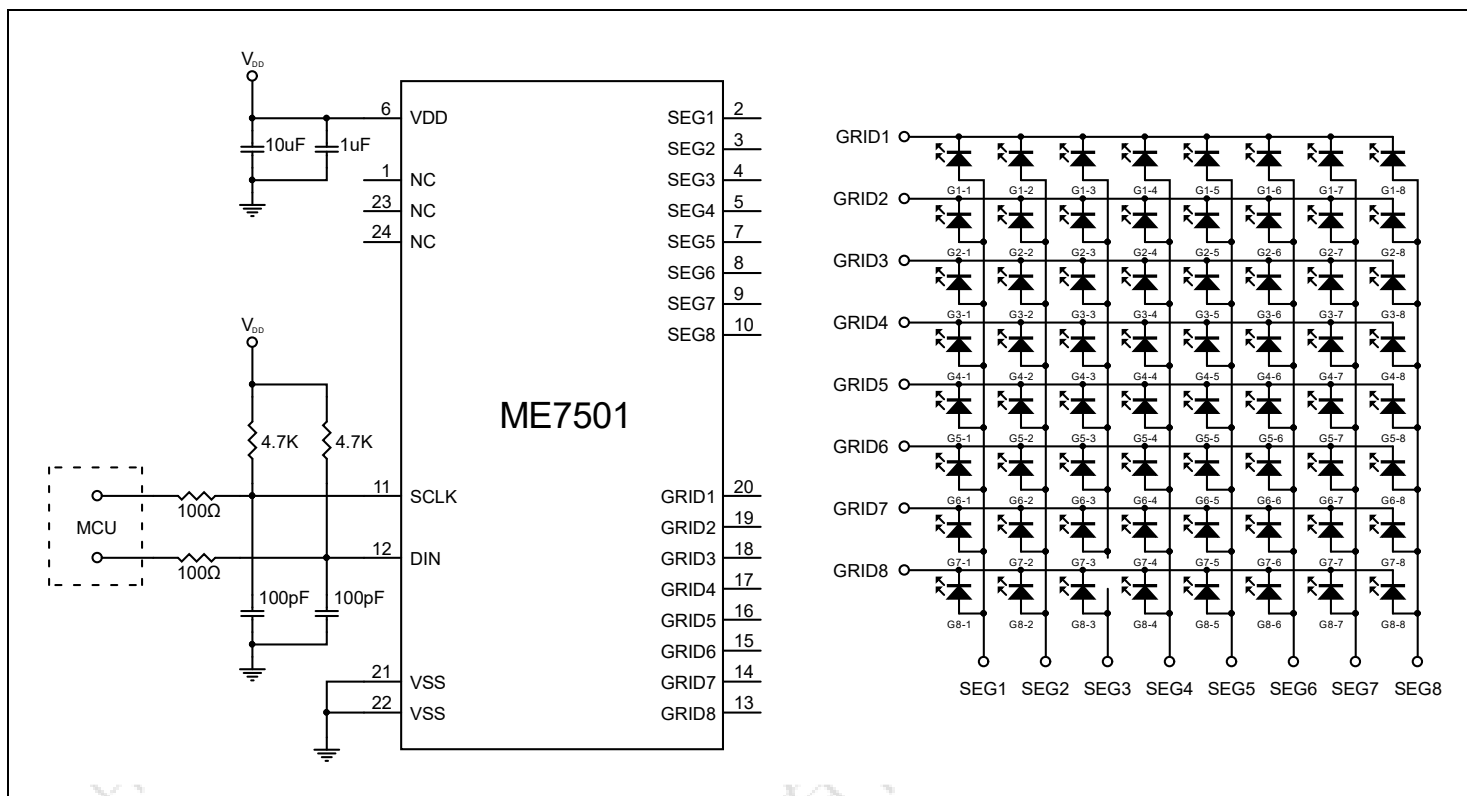 VDD
6 VDD
10uF 1uF
1 NC
23 NC
24 NC
VDD
4.7K 4.7K
MCU
100Ω
11 SCLK
100Ω
12 DIN
100pF 100pF
21 VSS
22 VSS
ME7501
SEG1 2
SEG2 3
SEG3 4
SEG4 5
SEG5 7
SEG6 8
SEG7 9
SEG8 10
GRID1 20
GRID2 19
GRID3 18
GRID4 17
GRID5 16
GRID6 15
GRID7 14
GRID8 13
GRID1
G1-1 G1-2 G1-3 G1-4 G1-5 G1-6 G1-7 G1-8
GRID2
G2-1 G2-2 G2-3 G2-4 G2-5 G2-6 G2-7 G2-8
GRID3
G3-1 G3-2 G3-3 G3-4 G3-5 G3-6 G3-7 G3-8
GRID4
G4-1 G4-2 G4-3 G4-4 G4-5 G4-6 G4-7 G4-8
GRID5
G5-1 G5-2 G5-3 G5-4 G5-5 G5-6 G5-7 G5-8
GRID6
G6-1 G6-2 G6-3 G6-4 G6-5 G6-6 G6-7 G6-8
GRID7
G7-1 G7-2 G7-3 G7-4 G7-5 G7-6 G7-7 G7-8
GRID8
G8-1 G8-2 G8-3 G8-4 G8-5 G8-6 G8-7 G8-8
SEG1 SEG2 SEG3 SEG4 SEG5 SEG6 SEG7 SEG8